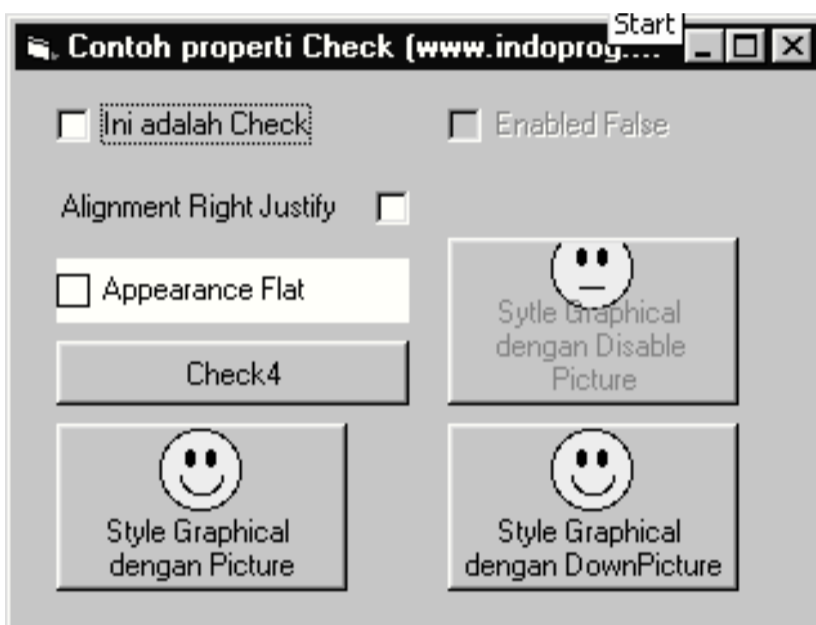 Start
Contoh properti Check (www.indoprog....
Ini adalah Check
Enabled False
Alignment Right Justify
Appearance Flat
Sytle Graphical
dengan Disable
Picture
Check4
Style Graphical
dengan Picture
Style Graphical
dengan DownPicture